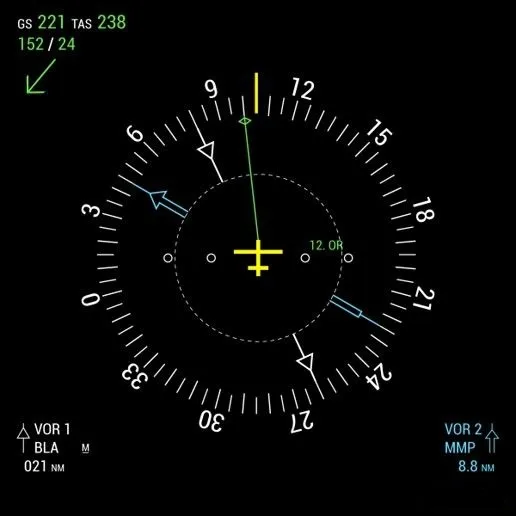 GS 221 TAS 238
152 / 24
9
12
6
15
3
18
12. OR
0
21
33
24
30
27
VOR 1
BLA M
021 NM
VOR 2
MMP
8.8 NM